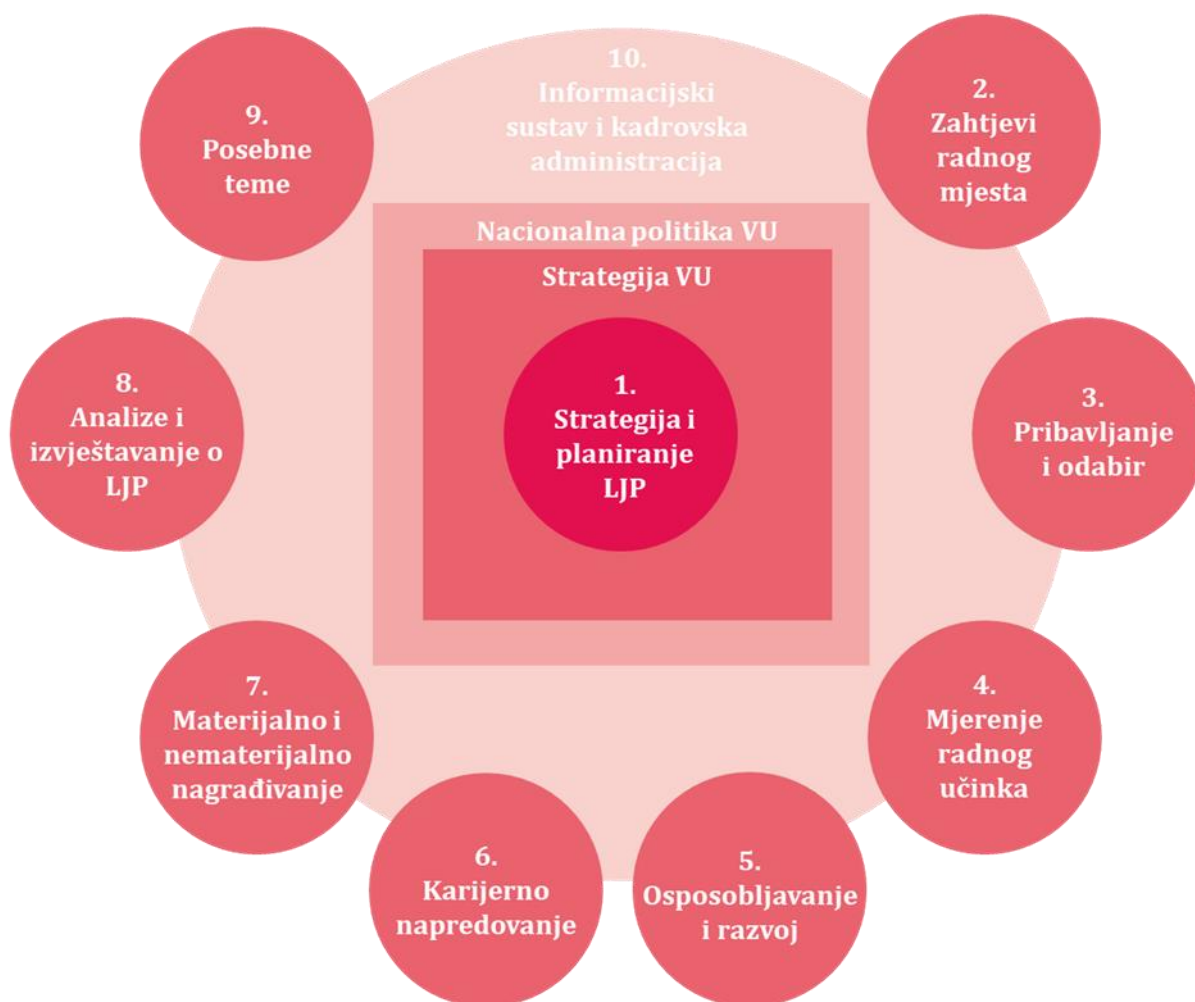 10.
Informacijski
sustav i kadrovska
administracija
9.
Posebne
teme
2.
Zahtjevi
radnog
mjesta
Nacionalna politika VU
Strategija VU
1.
Strategija i
planiranje
LJP
8.
Analize i
izvještavanje o
LJP
3.
Pribavljanje
i odabir
7.
Materijalno i
nematerijalno
nagrađivanje
4.
Mjerenje
radnog
učinka
6.
Karijerno
napredovanje
5.
Osposobljavanje
i razvoj